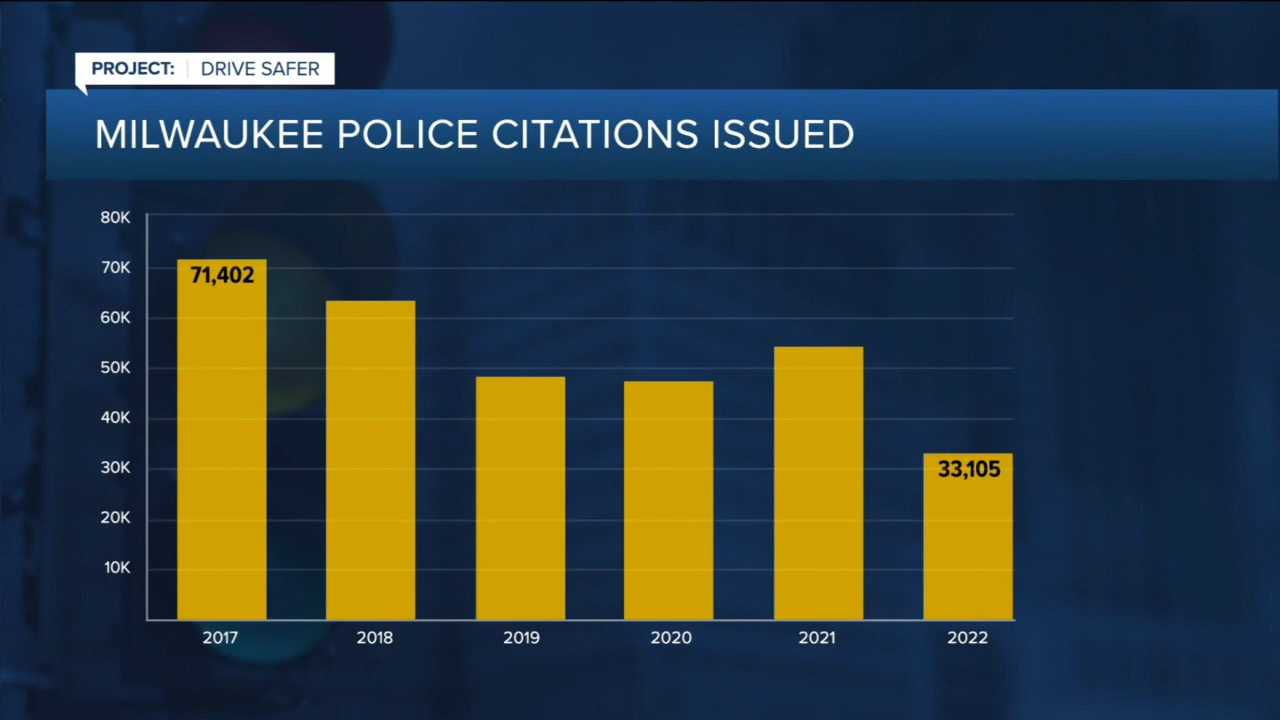 PROJECT: DRIVE SAFER
MILWAUKEE POLICE CITATIONS ISSUED
80K
70K
60K
50K
40K
30K
20K
10K
71,402
33,105
2017 2018 2019 2020 2021 2022